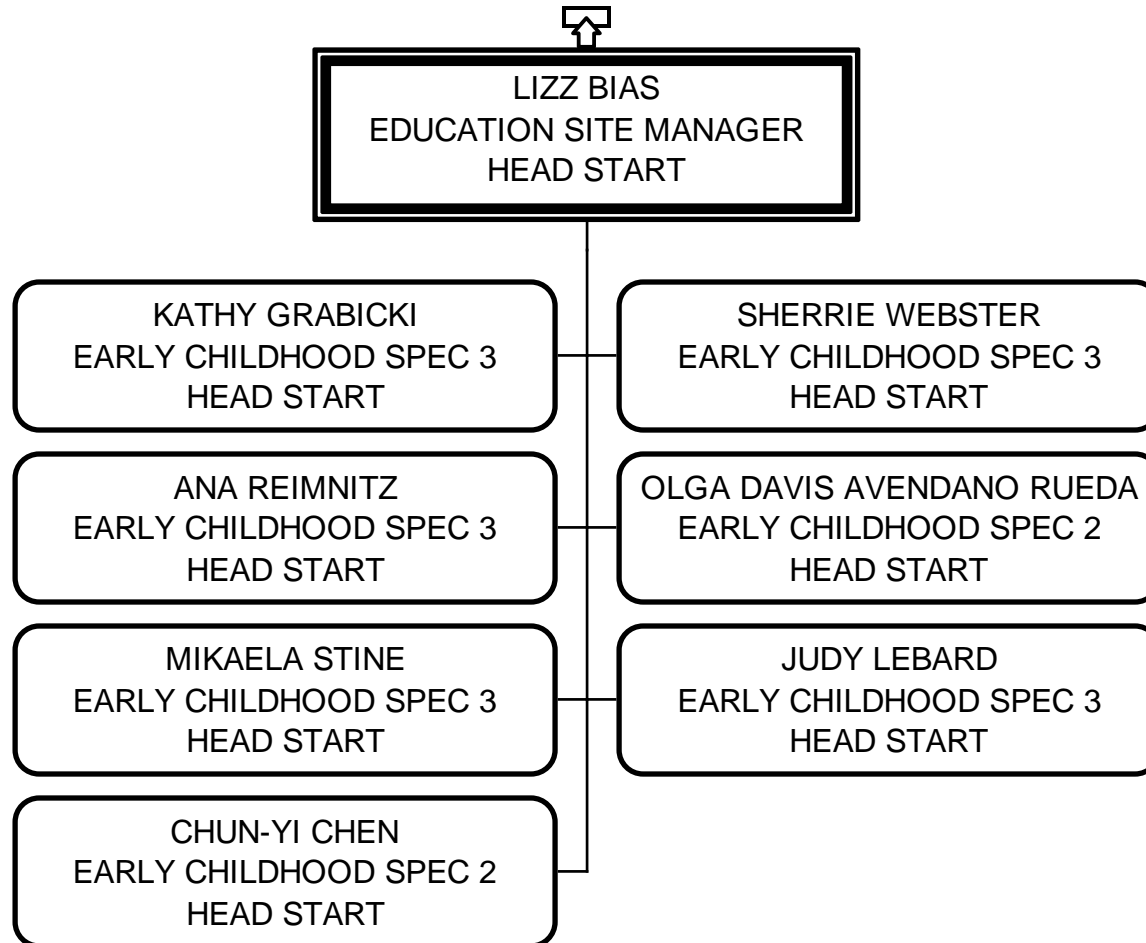 LIZZ BIAS
EDUCATION SITE MANAGER
HEAD START
KATHY GRABICKI
EARLY CHILDHOOD SPEC 3
HEAD START
SHERRIE WEBSTER
EARLY CHILDHOOD SPEC 3
HEAD START
ANA REIMNITZ
EARLY CHILDHOOD SPEC 3
HEAD START
OLGA DAVIS AVENDANO RUEDA
EARLY CHILDHOOD SPEC 2
HEAD START
MIKAELA STINE
EARLY CHILDHOOD SPEC 3
HEAD START
JUDY LEBARD
EARLY CHILDHOOD SPEC 3
HEAD START
CHUN-YI CHEN
EARLY CHILDHOOD SPEC 2
HEAD START